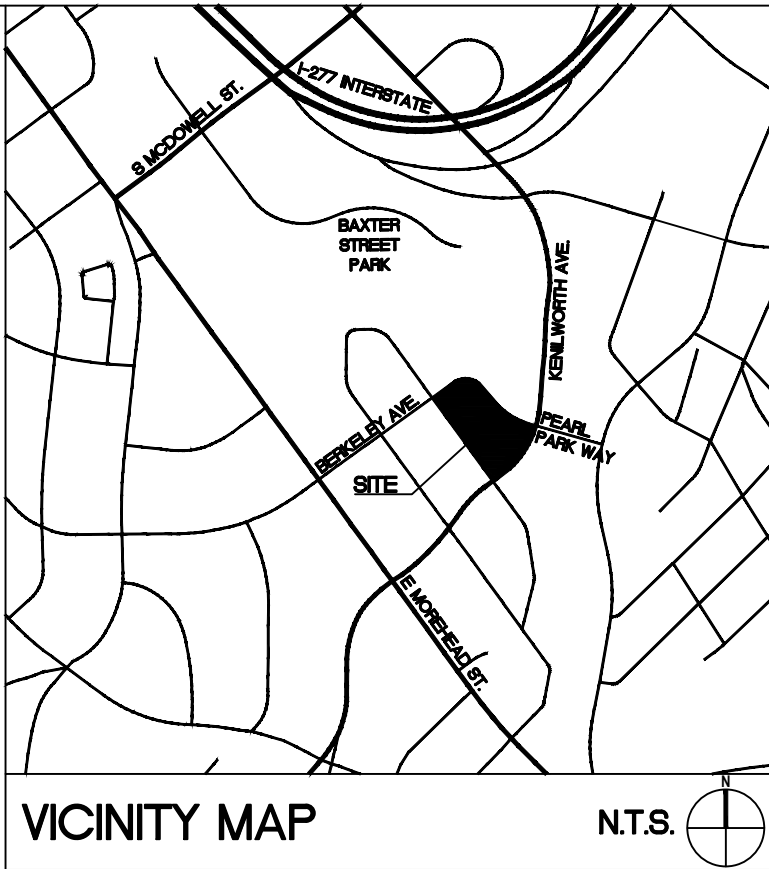 I-277 INTERSTATE
S MCDOWELL ST.
BAXTER
STREET
PARK
KENILWORTH AVE.
BERKELEY AVE.
PEARL
PARK WAY
SITE
E MOREHEAD ST.
N
VICINITY MAP
N.T.S.